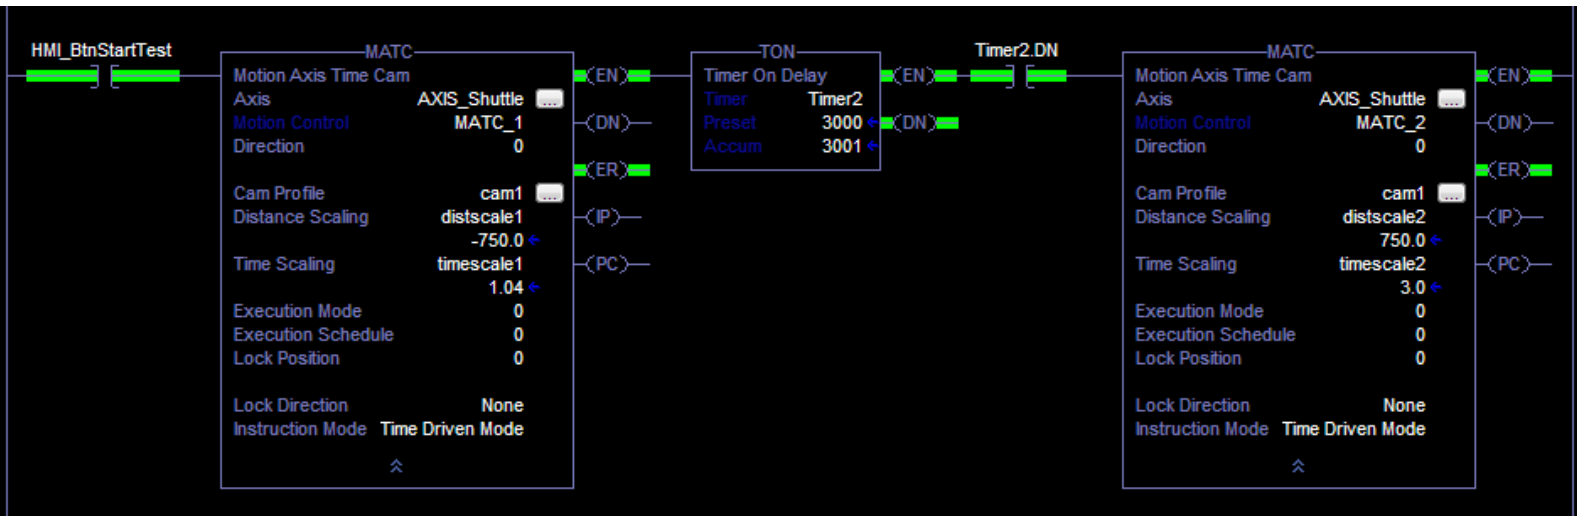 HMI_BtnStartTest
MATC
Motion Axis Time Cam
Axis AXIS_Shuttle ...
Motion Control MATC_1
Direction 0
Cam Profile cam1 ...
Distance Scaling distscale1
-750.0
Time Scaling timescale1
1.04
Execution Mode 0
Execution Schedule 0
Lock Position 0
Lock Direction None
Instruction Mode Time Driven Mode
(EN)
(DN)
(ER)
(IP)
(PC)
TON
Timer On Delay
Timer Timer2
Preset 3000
Accum 3001
(EN)
(DN)
Timer2.DN
MATC
Motion Axis Time Cam
Axis AXIS_Shuttle ...
Motion Control MATC_2
Direction 0
Cam Profile cam1 ...
Distance Scaling distscale2
750.0
Time Scaling timescale2
3.0
Execution Mode 0
Execution Schedule 0
Lock Position 0
Lock Direction None
Instruction Mode Time Driven Mode
(EN)
(DN)
(ER)
(IP)
(PC)